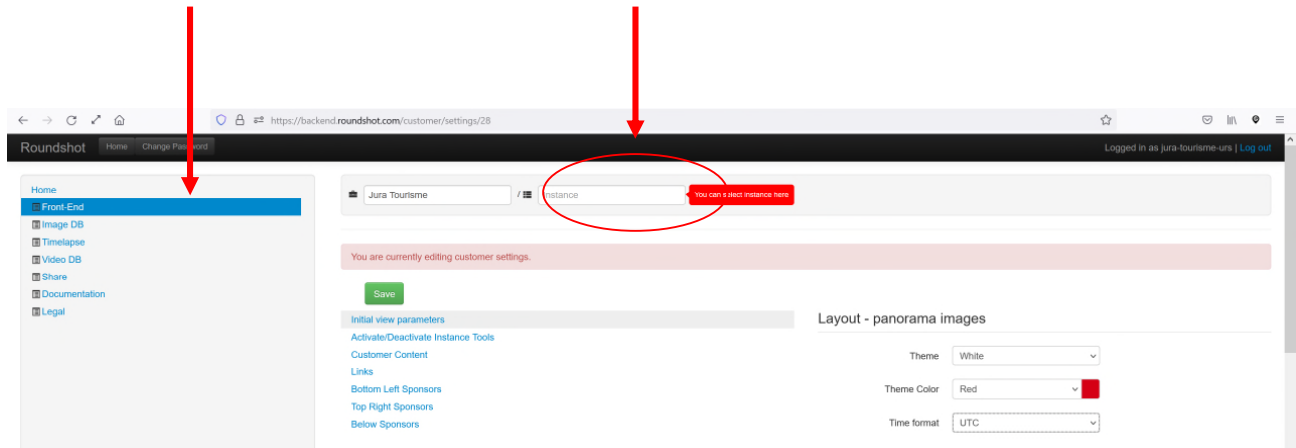 https://backend.roundshot.com/customer/settings/28
Roundshot Home Change Password Logged in as jura-tourisme-urs | Log out
Home
Front-End
Image DB
Timelapse
Video DB
Share
Documentation
Legal
Jura Tourisme / Instance You can select instance here
You are currently editing customer settings.
Save
Initial view parameters
Activate/Deactivate Instance Tools
Customer Content
Links
Bottom Left Sponsors
Top Right Sponsors
Below Sponsors
Layout - panorama images
Theme White
Theme Color Red
Time format UTC